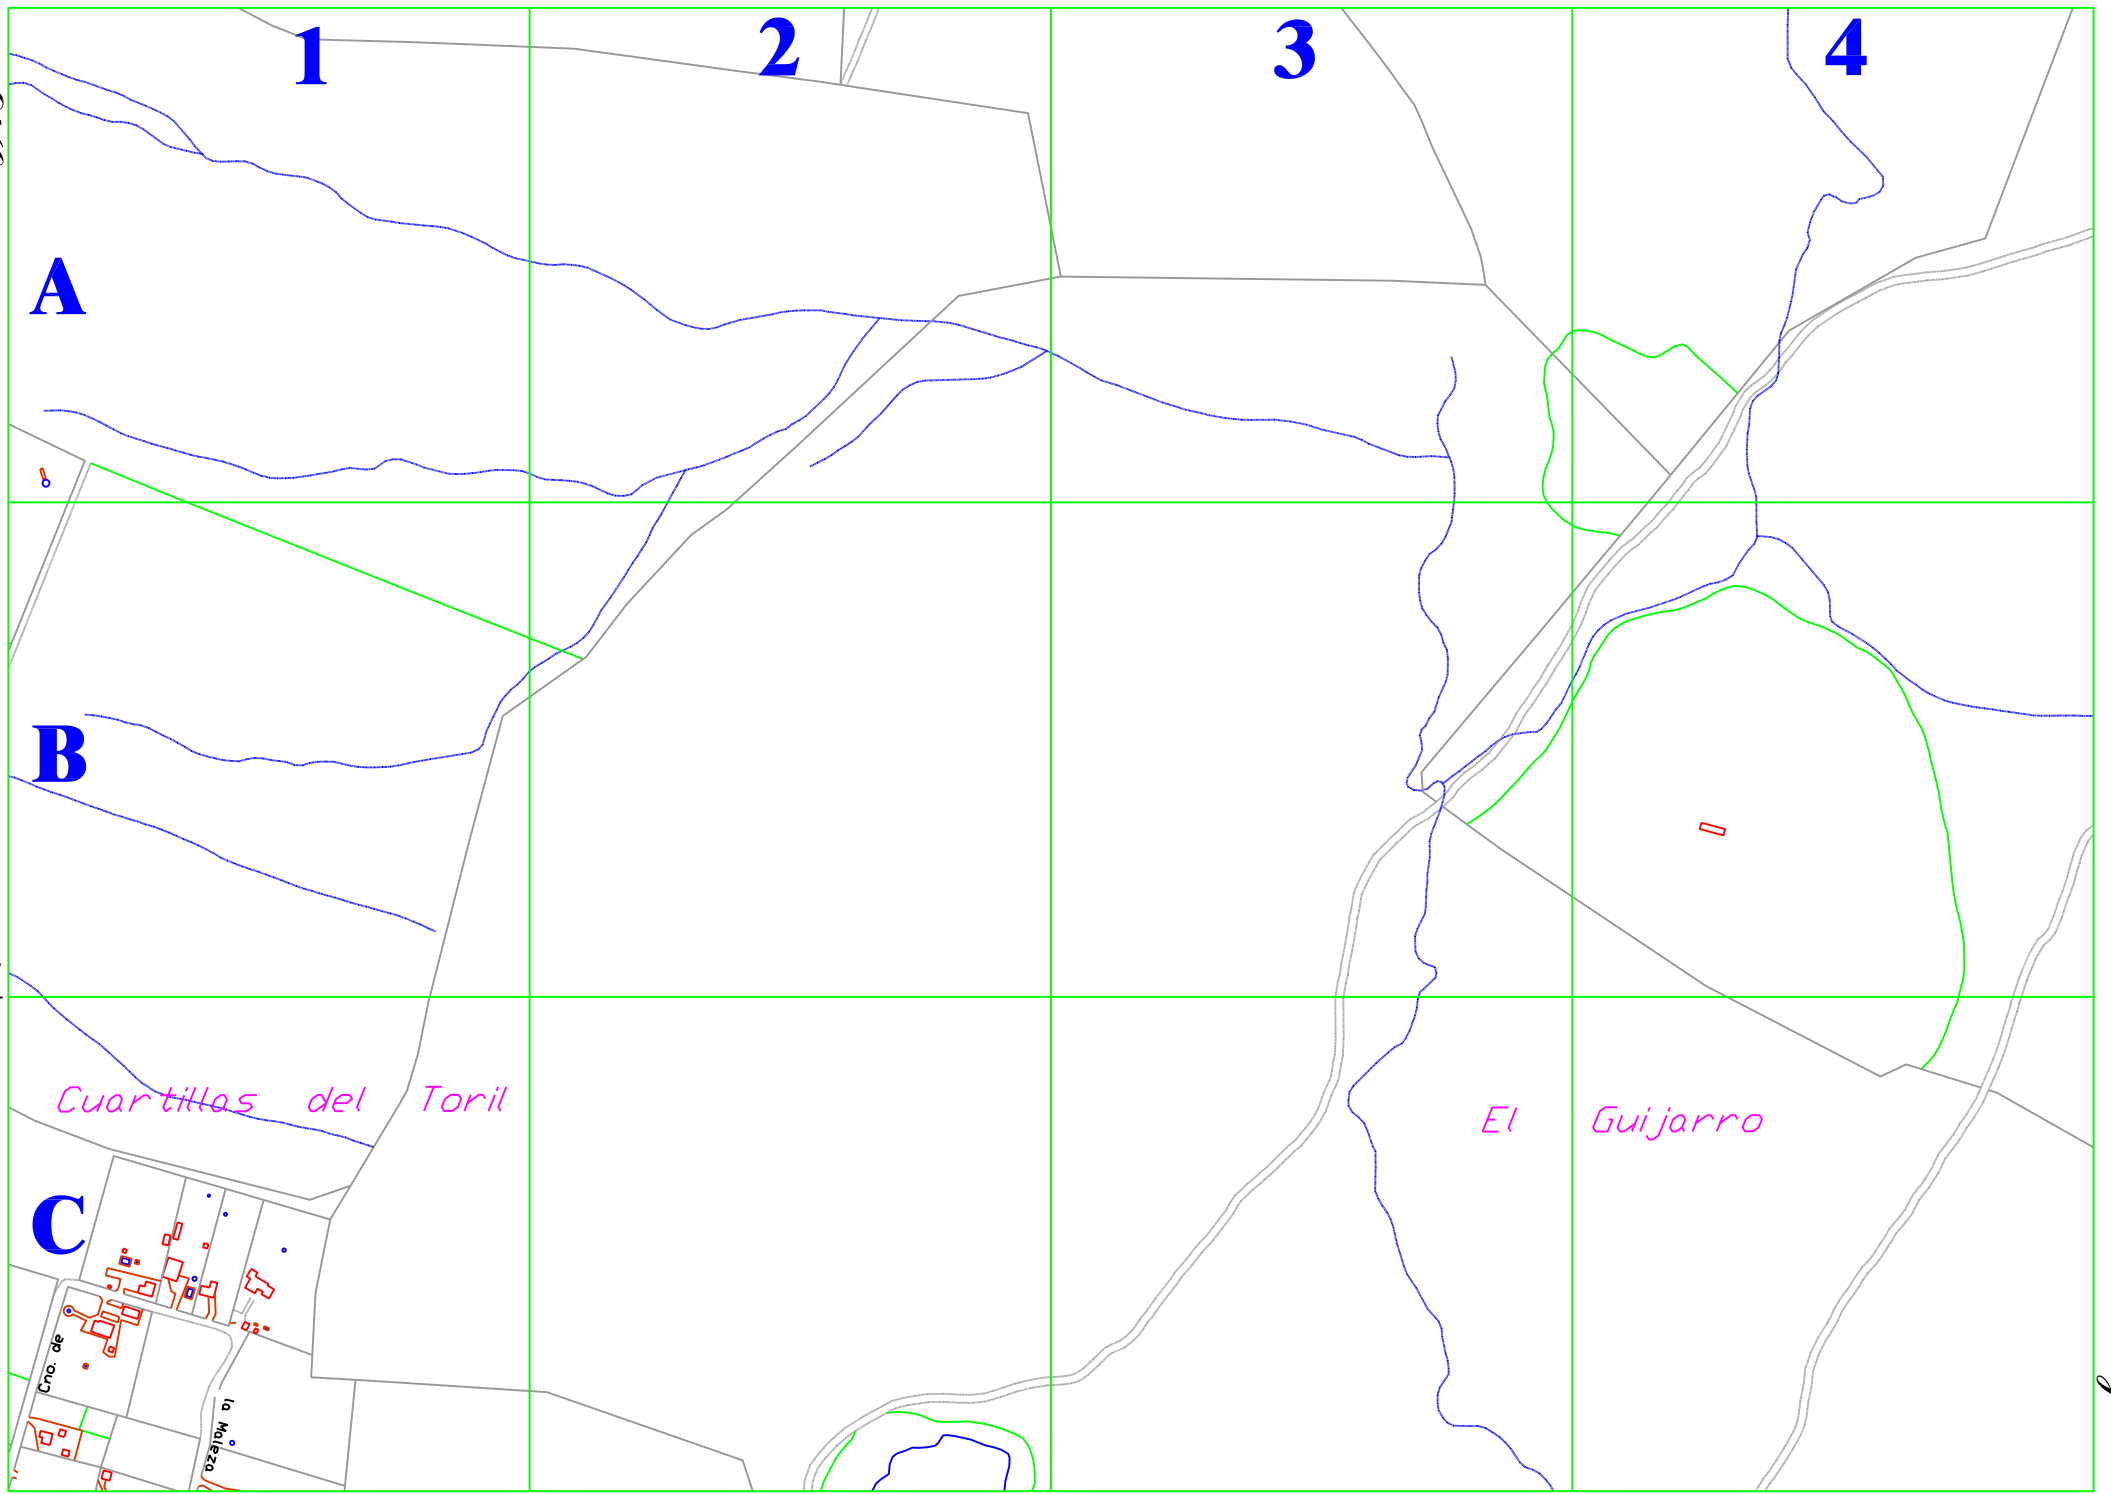 1 2 3 4
A
B
Cuartillas del Toril
El Guijarro
C
Cno. de
la Maleza